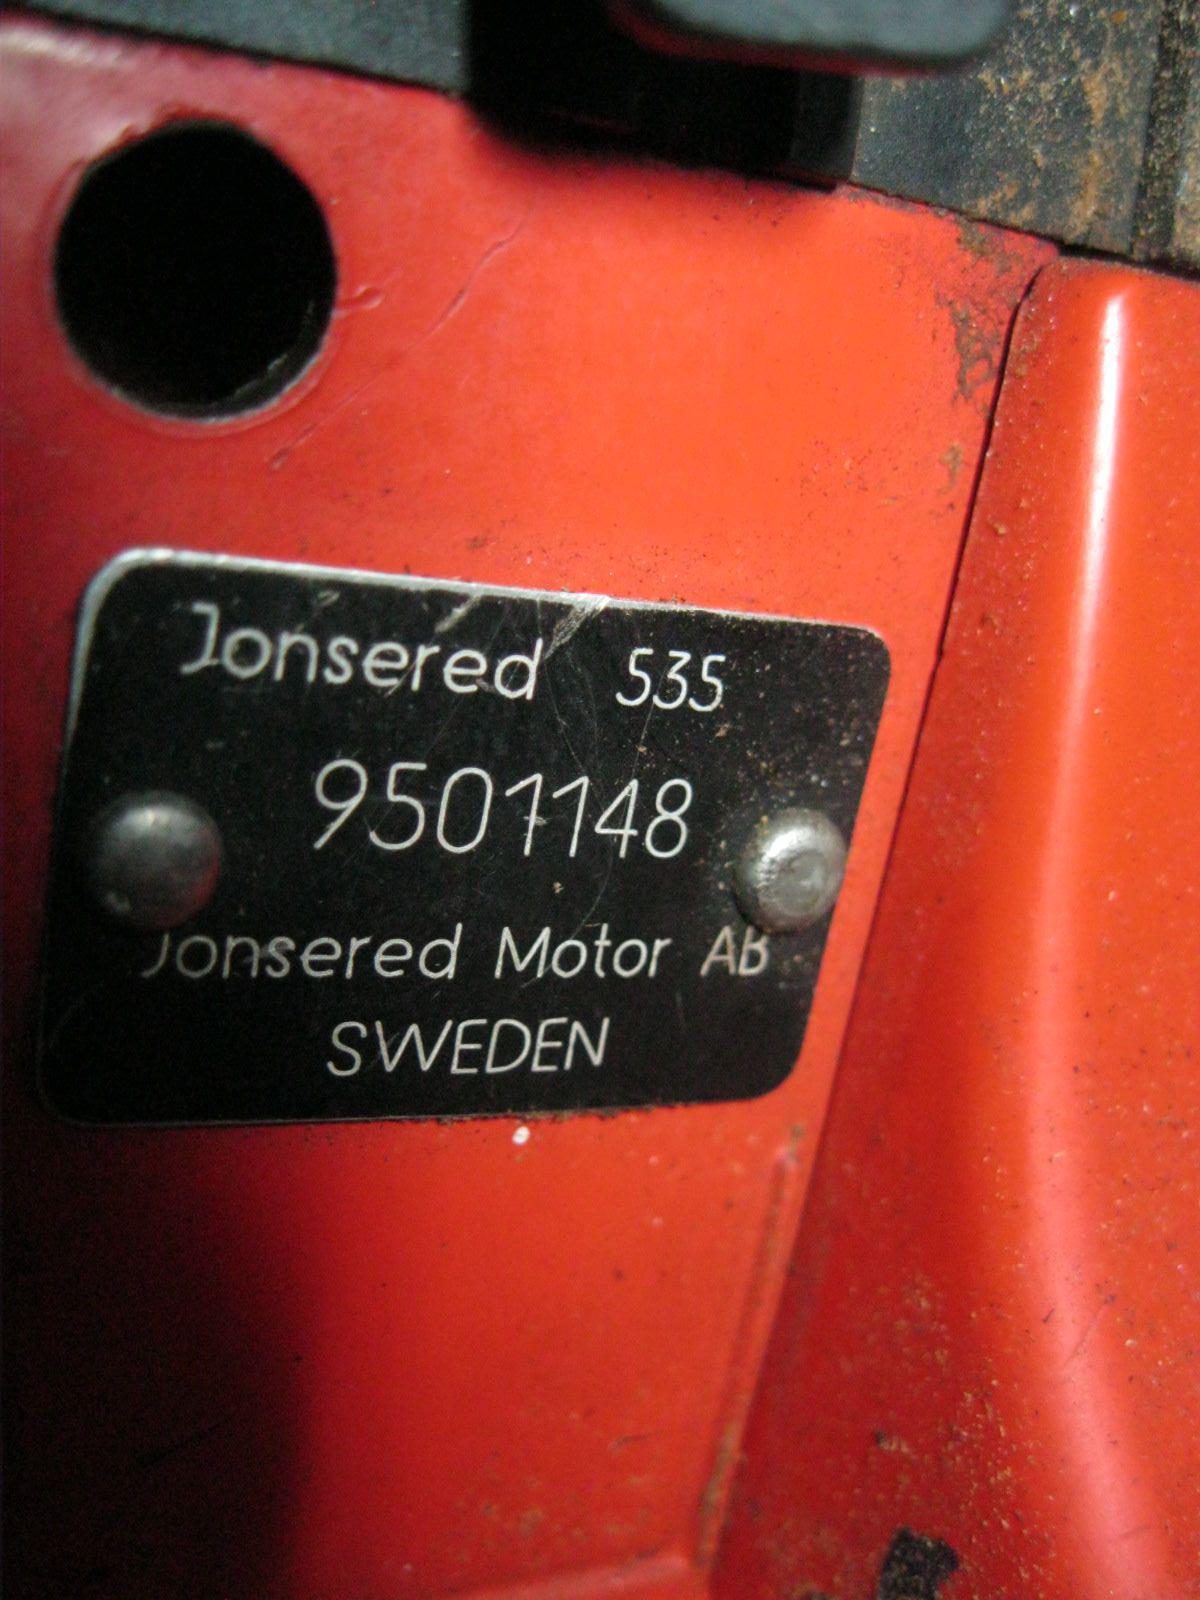 Jonsered 535
9501148
Jonsered Motor AB
SWEDEN